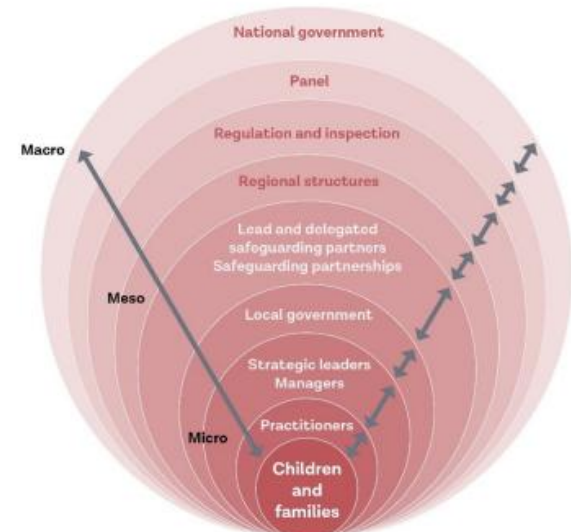 National government
Panel
Regulation and inspection
Macro
Regional structures
Lead and delegated
safeguarding partners
Safeguarding partnerships
Meso
Local government
Strategic leaders
Managers
Practitioners
Micro
Children
and
families